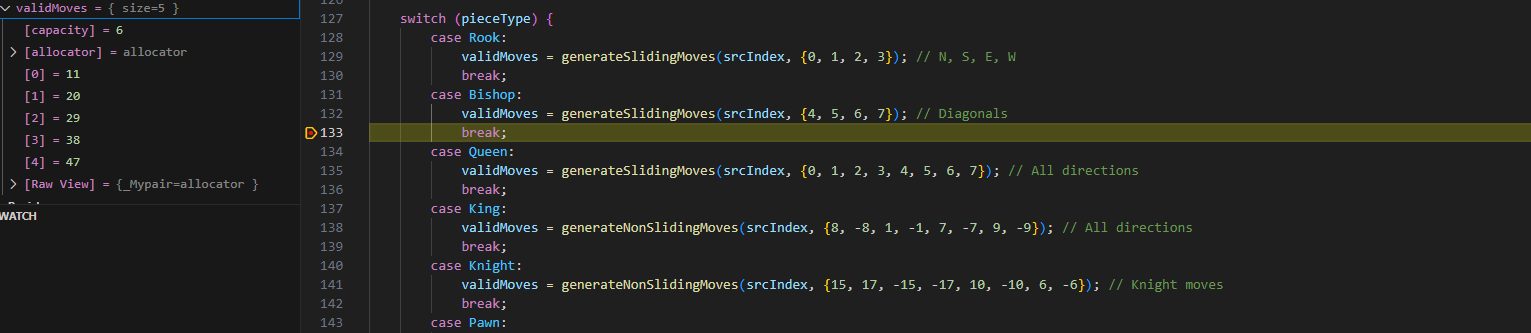 validMoves = { size=5 }
[capacity] = 6
[allocator] = allocator
[0] = 11
[1] = 20
[2] = 29
[3] = 38
[4] = 47
[Raw View] = {_Mypair=allocator }
WATCH
127 switch (pieceType) {
128 case Rook:
129 validMoves = generateSlidingMoves(srcIndex, {0, 1, 2, 3}); // N, S, E, W
130 break;
131 case Bishop:
132 validMoves = generateSlidingMoves(srcIndex, {4, 5, 6, 7}); // Diagonals
133 break;
134 case Queen:
135 validMoves = generateSlidingMoves(srcIndex, {0, 1, 2, 3, 4, 5, 6, 7}); // All directions
136 break;
137 case King:
138 validMoves = generateNonSlidingMoves(srcIndex, {8, -8, 1, -1, 7, -7, 9, -9}); // All directions
139 break;
140 case Knight:
141 validMoves = generateNonSlidingMoves(srcIndex, {15, 17, -15, -17, 10, -10, 6, -6}); // Knight moves
142 break;
143 case Pawn: